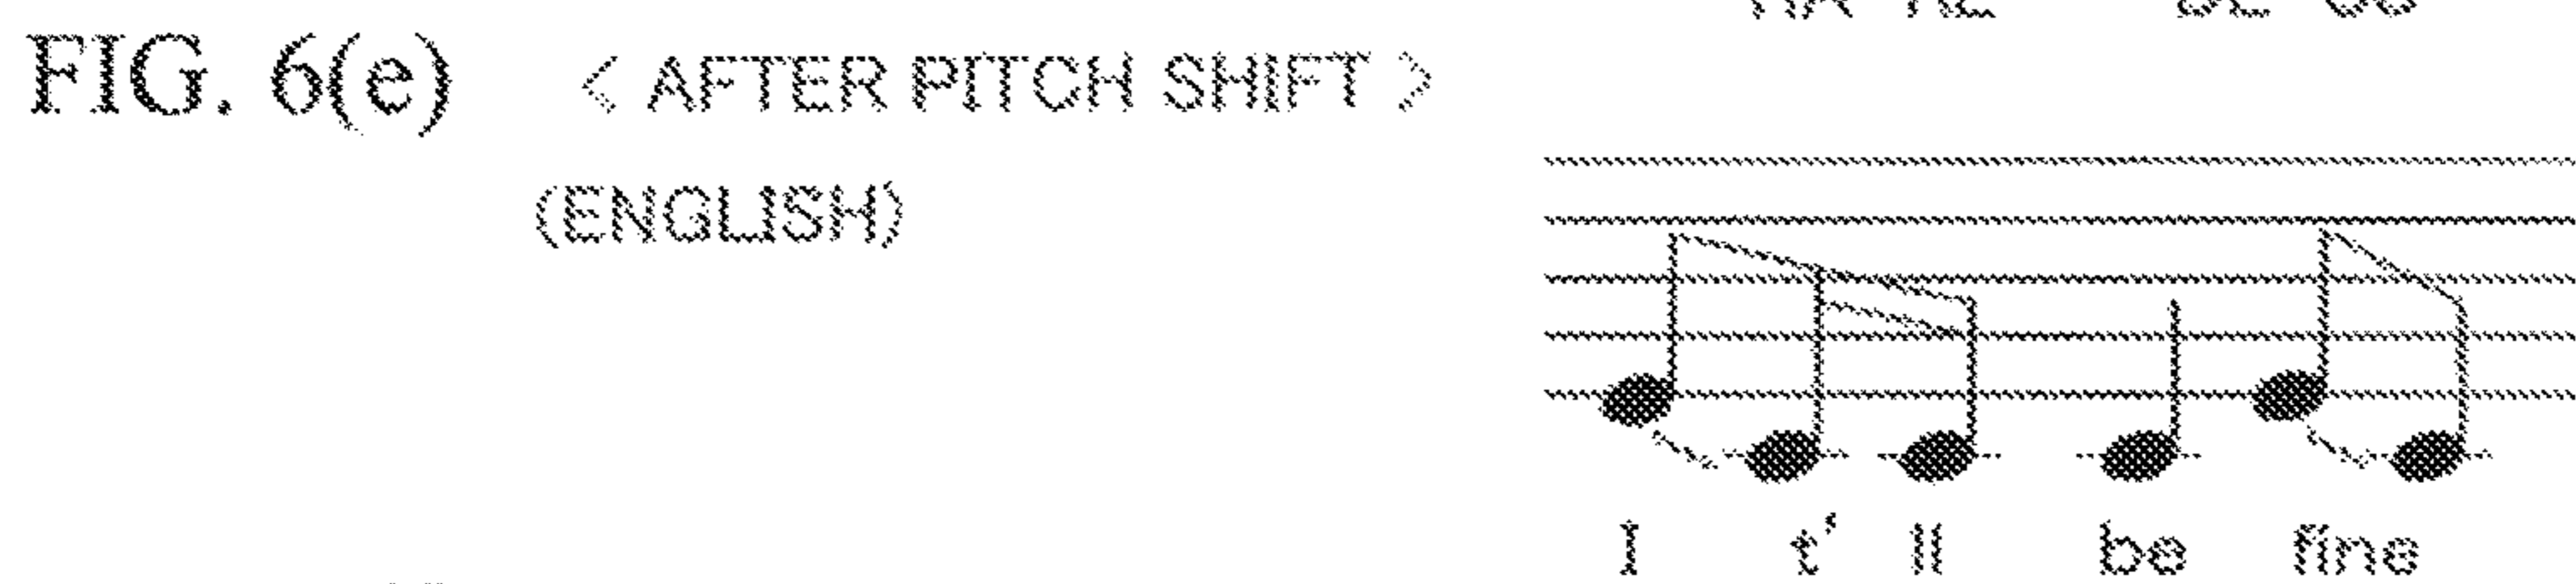 FIG. 6(e) < AFTER PITCH SHIFT >
(ENGLISH)
I t' ll be fine